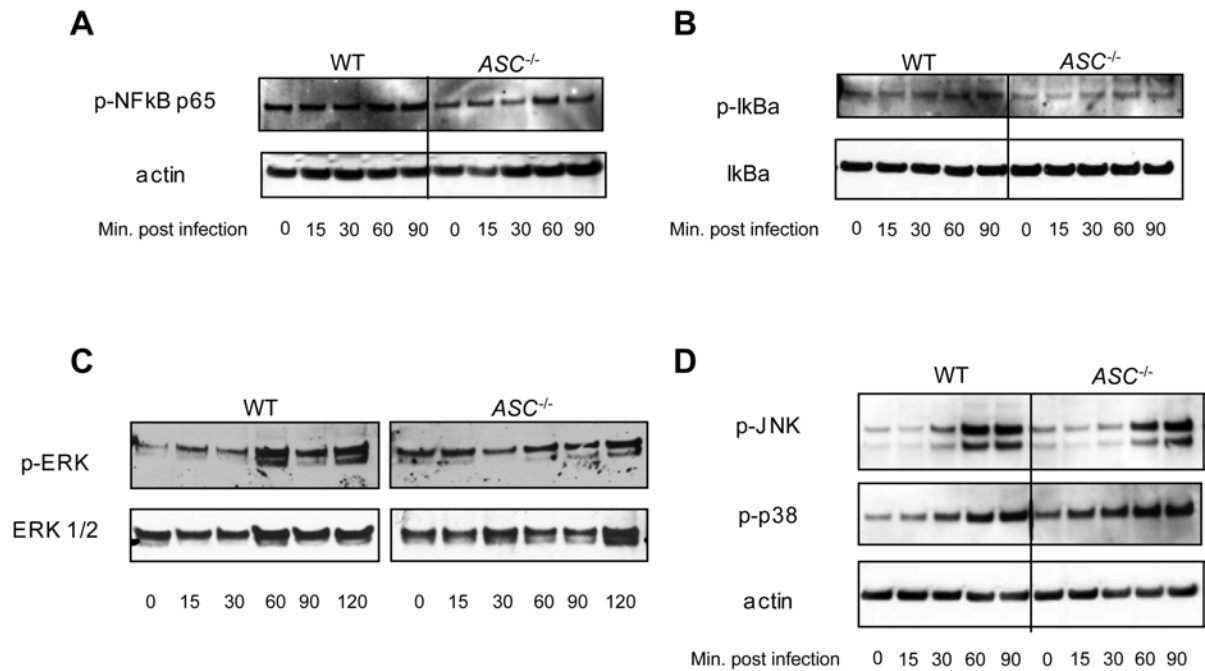 A
WT ASC-/-
p-NFkB p65
actin
Min. post infection 0 15 30 60 90 0 15 30 60 90
B
WT ASC-/-
p-IkBa
IkBa
Min. post infection 0 15 30 60 90 0 15 30 60 90
C
WT ASC-/-
p-ERK
ERK 1/2
0 15 30 60 90 120 0 15 30 60 90 120
D
WT ASC-/-
p-JNK
p-p38
actin
Min. post infection 0 15 30 60 90 0 15 30 60 90